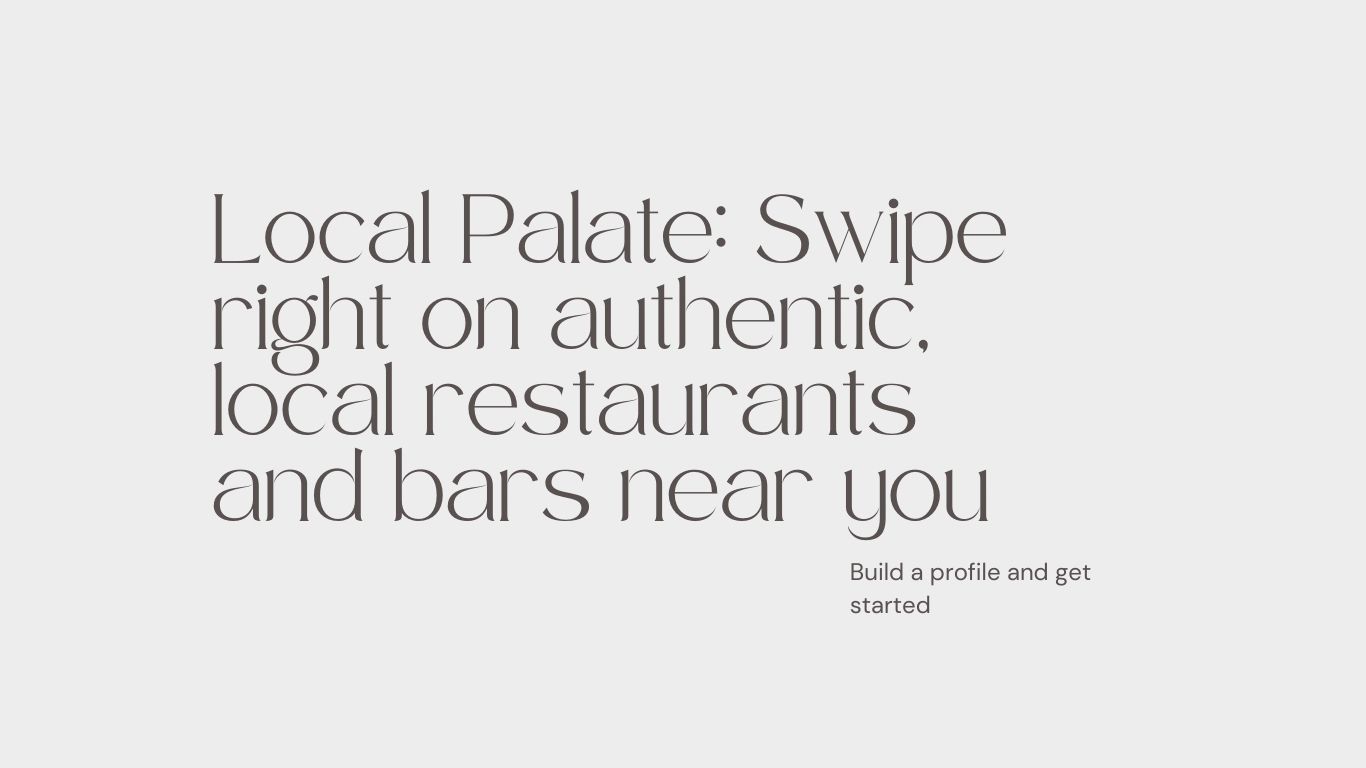 Local Palate: Swipe
right on authentic,
local restaurants
and bars near you
Build a profile and get
started